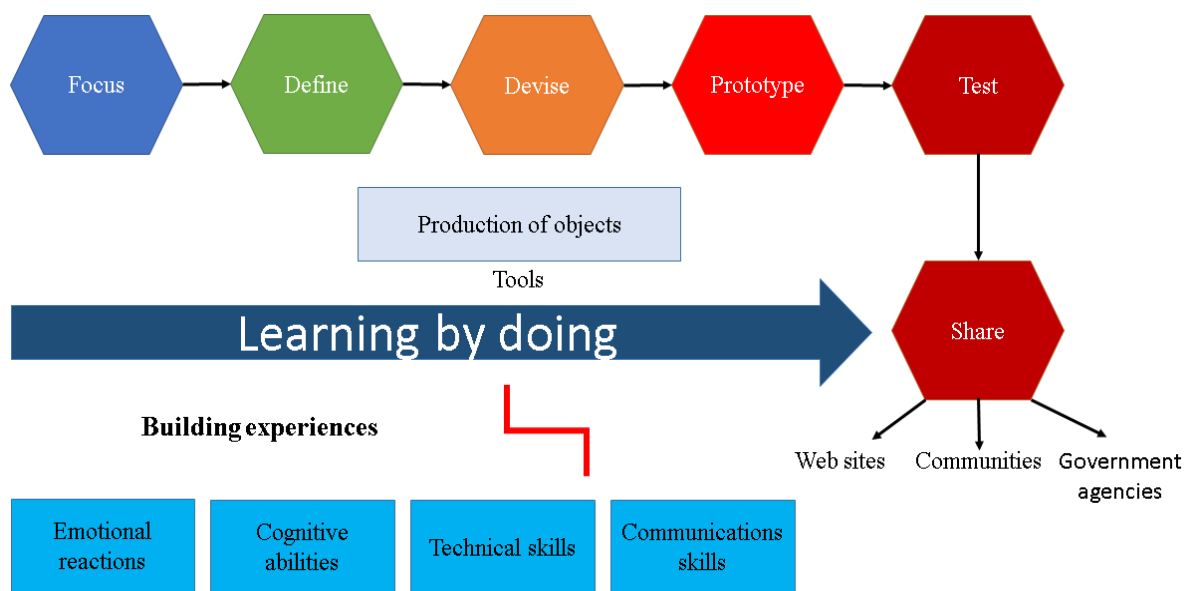 Focus
Define
Devise
Prototype
Test
Production of objects
Tools
Learning by doing
Share
Building experiences
Web sites
Communities
Government
agencies
Emotional
reactions
Cognitive
abilities
Technical skills
Communications
skills